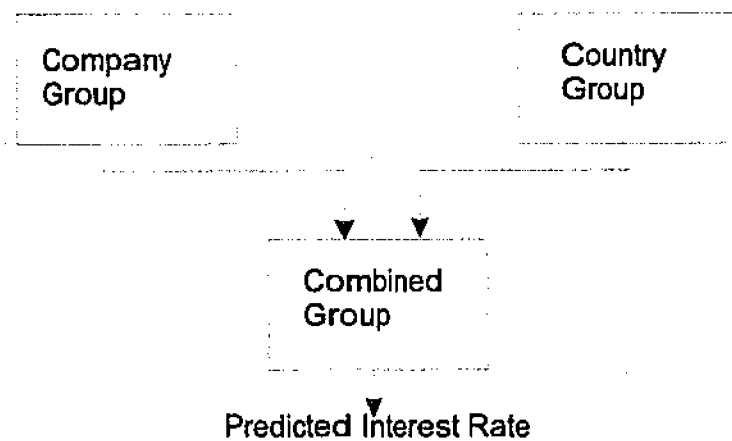 Company
Group
Country
Group
Combined
Group
Predicted Interest Rate